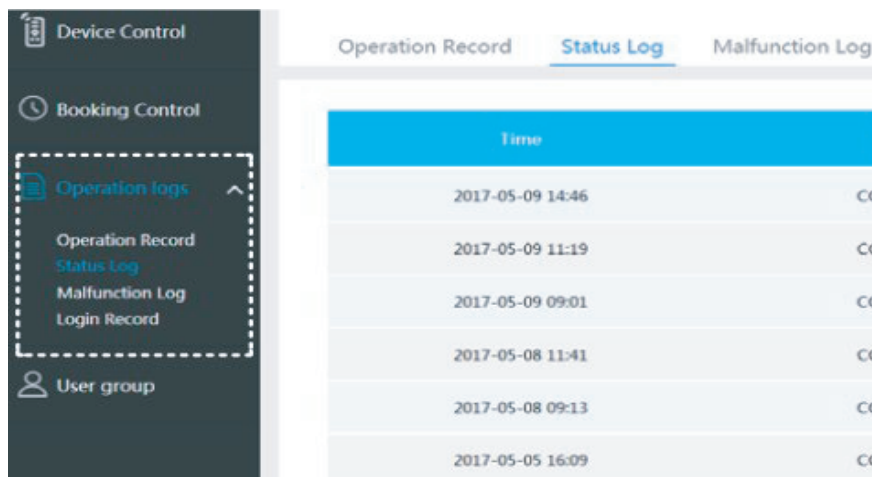 Device Control
Booking Control
Operation logs
Operation Record
Status Log
Malfunction Log
Login Record
User group
Operation Record Status Log Malfunction Log
Time
2017-05-09 14:46
2017-05-09 11:19
2017-05-09 09:01
2017-05-08 11:41
2017-05-08 09:13
2017-05-05 16:09